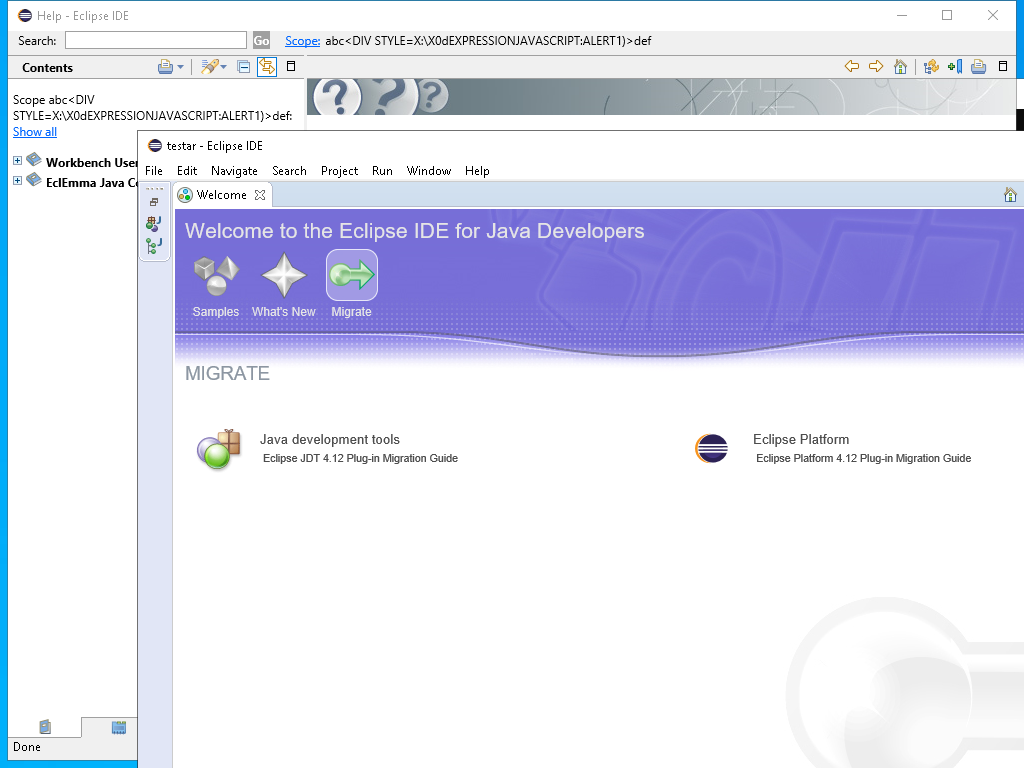 Help - Eclipse IDE
Search:
Go
Scope: abc<DIV STYLE=X:\X0dEXPRESSIONJAVASCRIPT:ALERT1)>def
Contents
Scope abc<DIV
STYLE=X:\X0dEXPRESSIONJAVASCRIPT:ALERT1)>def:
Show all
Workbench User
EclEmma Java Co
Done
testar - Eclipse IDE
File Edit Navigate Search Project Run Window Help
Welcome
Welcome to the Eclipse IDE for Java Developers
Samples What's New Migrate
MIGRATE
Java development tools
Eclipse JDT 4.12 Plug-in Migration Guide
Eclipse Platform
Eclipse Platform 4.12 Plug-in Migration Guide